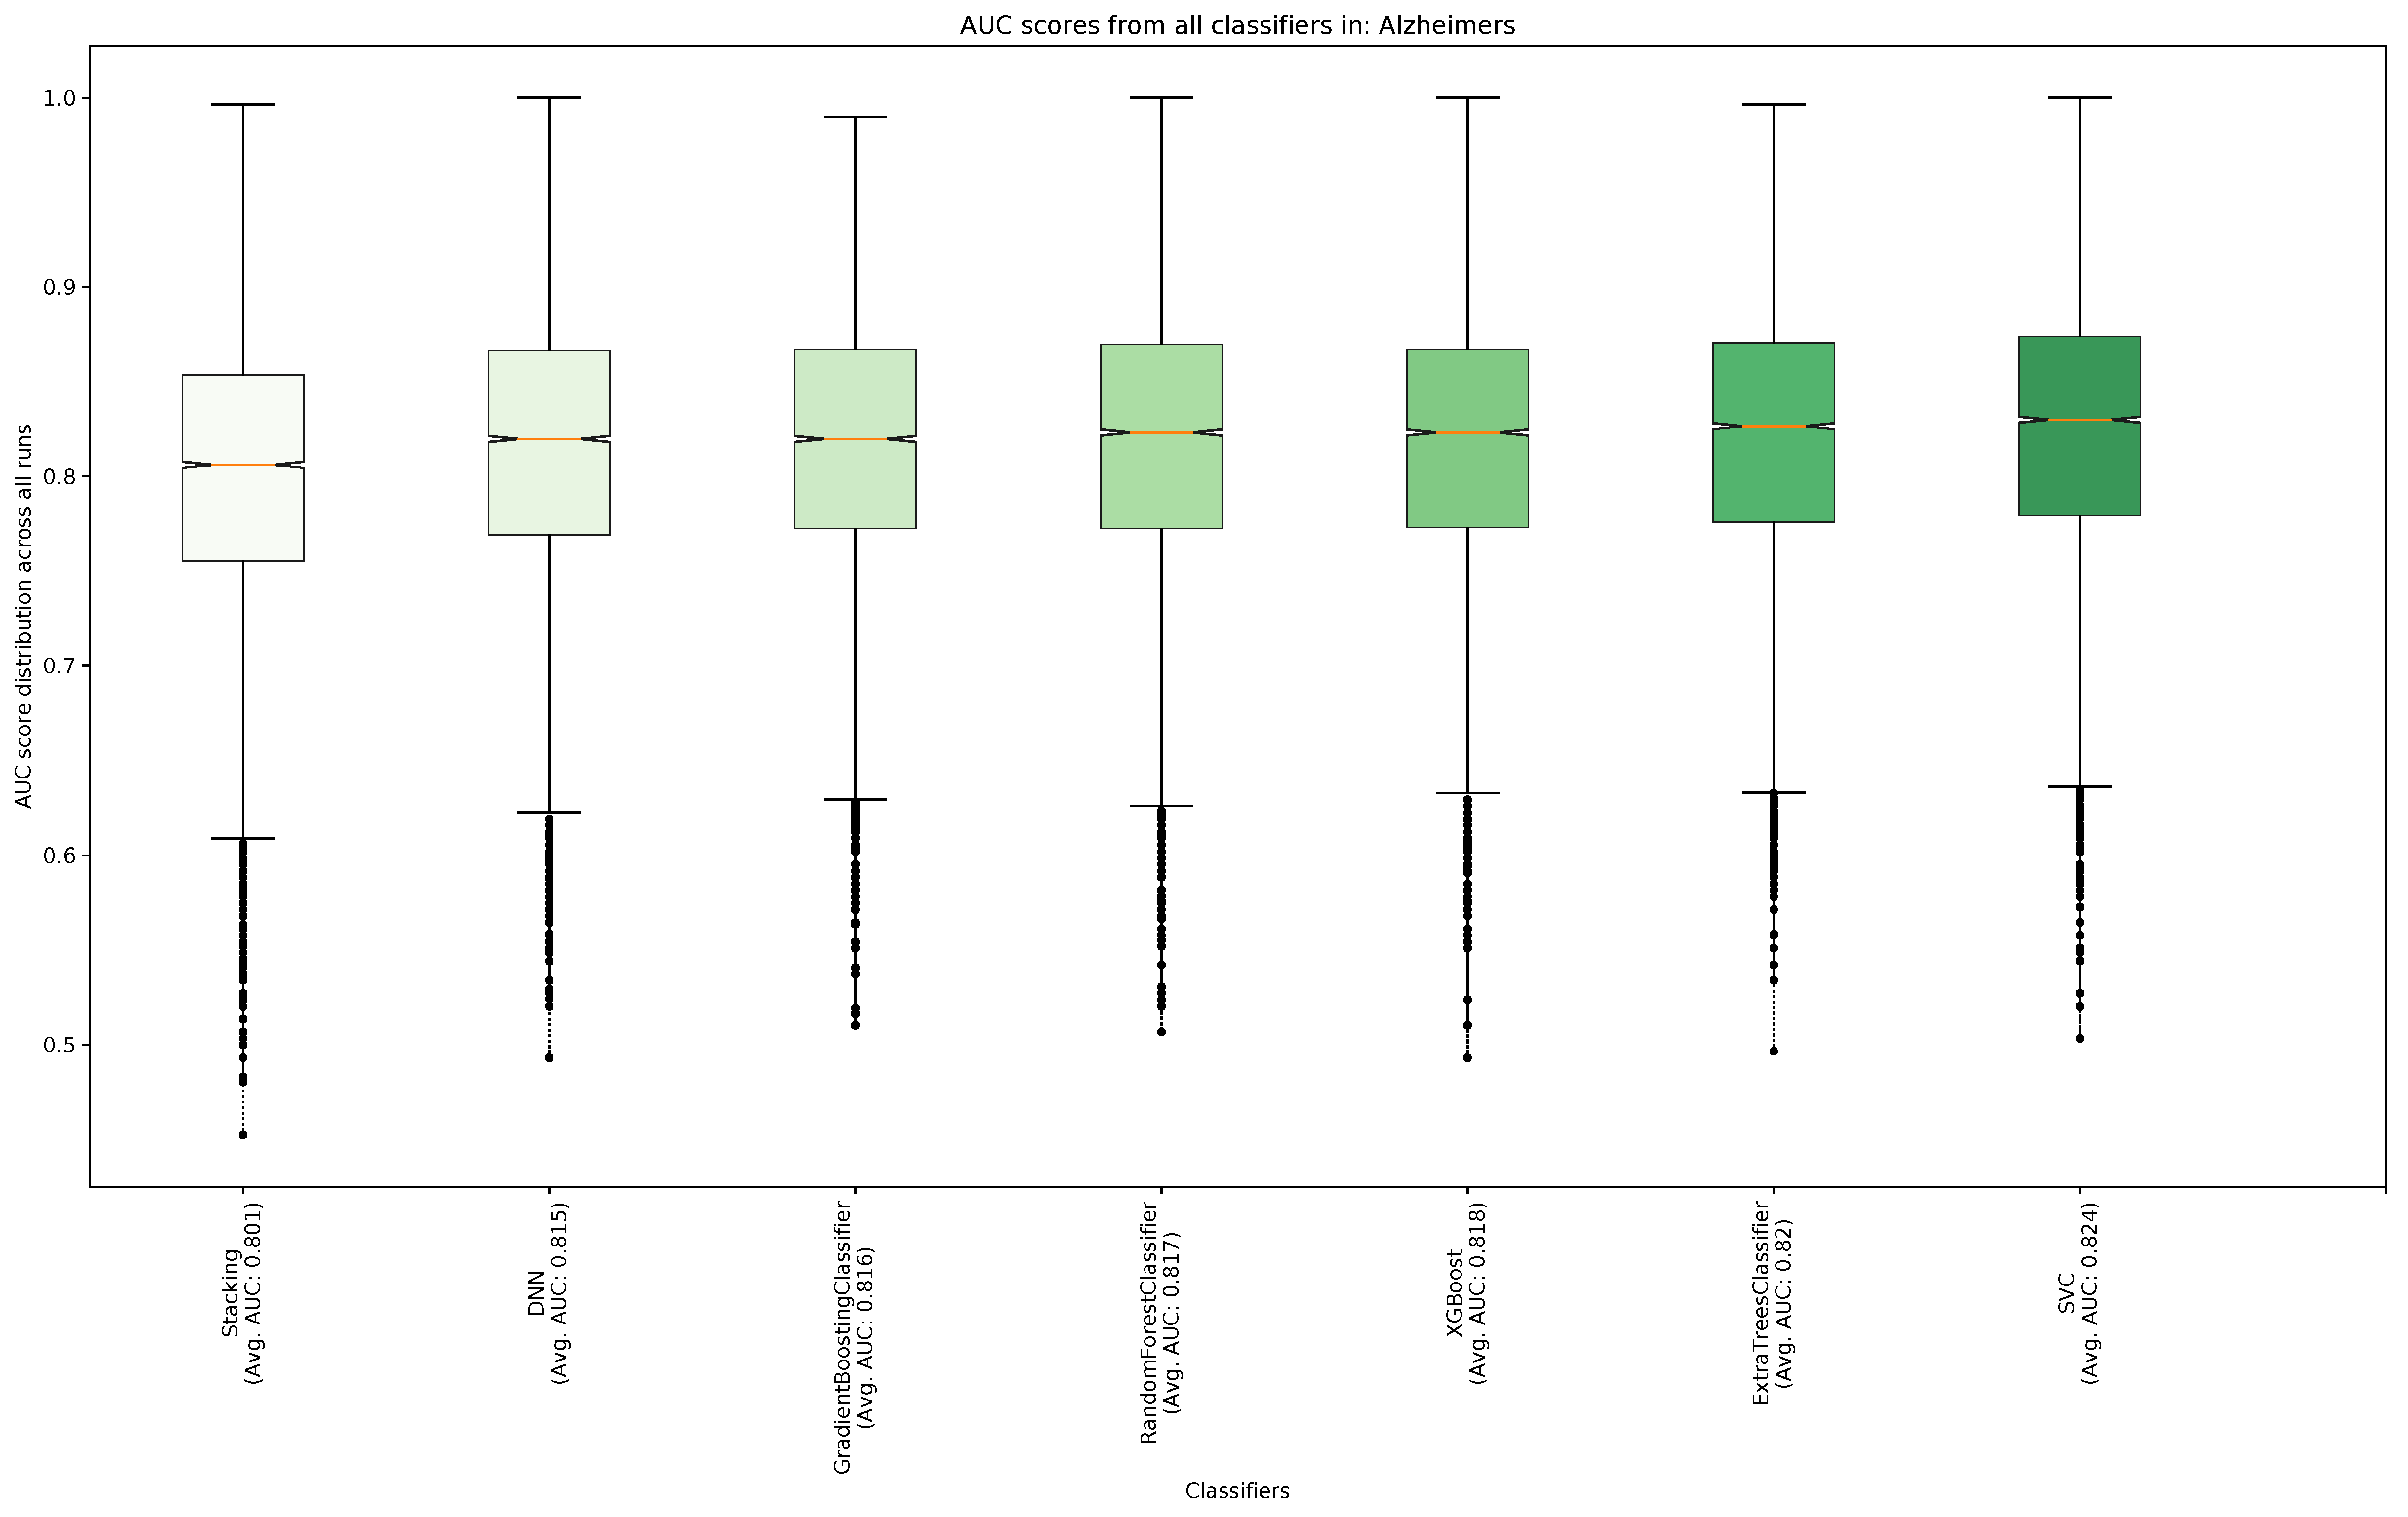 AUC scores from all classifiers in: Alzheimers
AUC score distribution across all runs
1.0
0.9
0.8
0.7
0.6
0.5
Stacking
(Avg. AUC: 0.801)
DNN
(Avg. AUC: 0.815)
GradientBoostingClassifier
(Avg. AUC: 0.816)
RandomForestClassifier
(Avg. AUC: 0.817)
XGBoost
(Avg. AUC: 0.818)
ExtraTreesClassifier
(Avg. AUC: 0.82)
SVC
(Avg. AUC: 0.824)
Classifiers